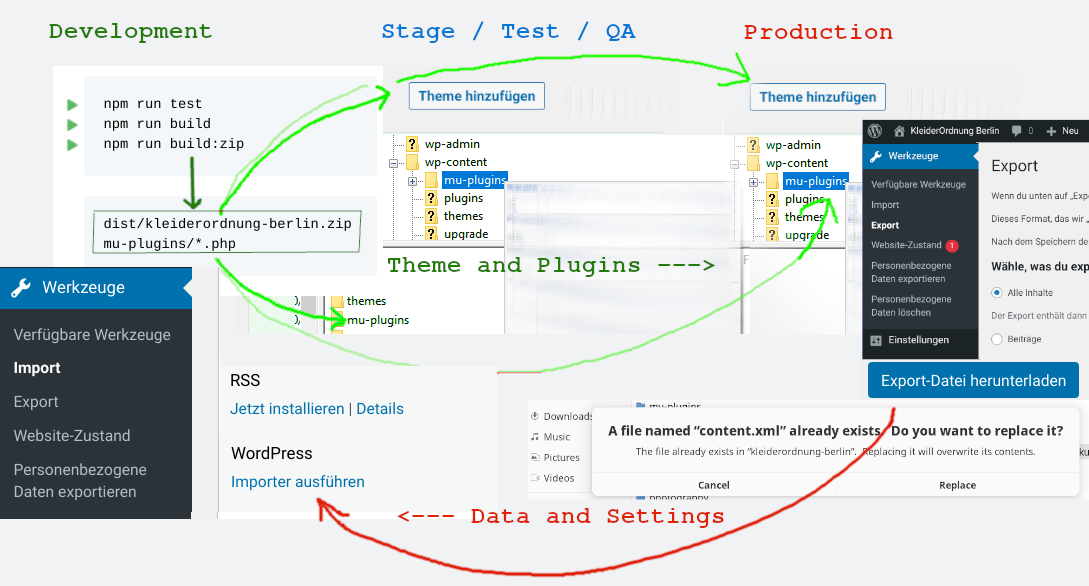 Development
Stage / Test / QA
Production
npm run test
npm run build
npm run build:zip
dist/kleiderordnung-berlin.zip
mu-plugins/*.php
Theme hinzufügen
wp-admin
wp-content
mu-plugins
plugins
themes
upgrade
Theme hinzufügen
wp-admin
wp-content
mu-plugins
plugins
themes
upgrade
KleiderOrdnung Berlin 0 + Neu
Werkzeuge
Verfügbare Werkzeuge
Import
Export
Website-Zustand 1
Personenbezogene
Daten exportieren
Personenbezogene
Daten löschen
Einstellungen
Export
Wenn du unten auf „Exp
Dieses Format, das wir „
Nach dem Speichern de
Wähle, was du exp
Alle Inhalte
Der Export enthält dann
Beiträge
Export-Datei herunterladen
Theme and Plugins --->
F
),
),
themes
mu-plugins
Werkzeuge
Verfügbare Werkzeuge
Import
Export
Website-Zustand
Personenbezogene
Daten exportieren
RSS
Jetzt installieren | Details
WordPress
Importer ausführen
Downloads
Music
Pictures
Videos
mu-plugins
photography
A file named “content.xml” already exists. Do you want to replace it?
The file already exists in “kleiderordnung-berlin”. Replacing it will overwrite its contents.
Cancel
Replace
ku
<--- Data and Settings